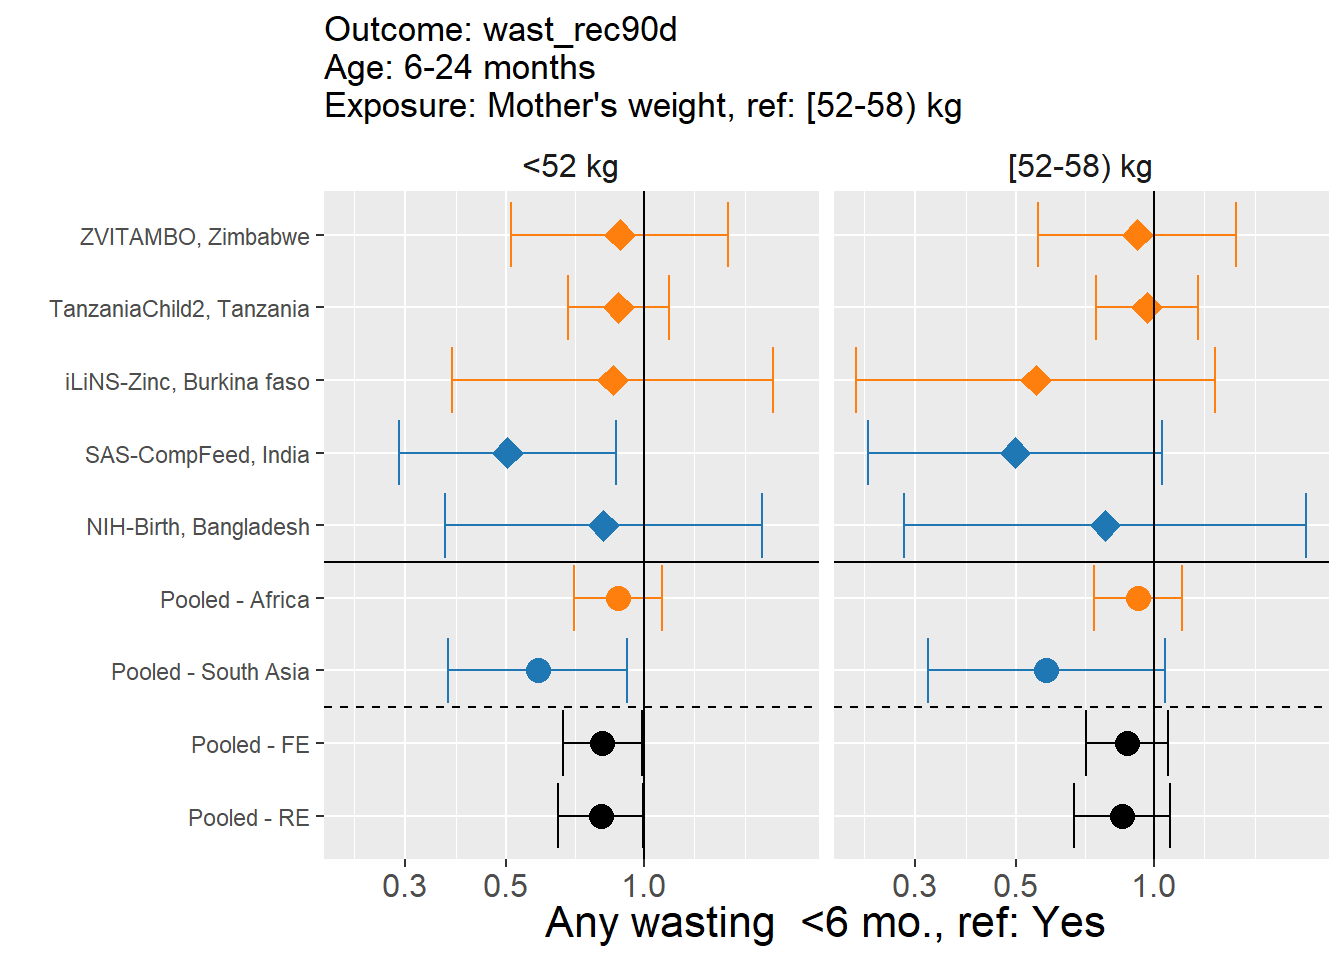 Outcome: wast_rec90d
Age: 6-24 months
Exposure: Mother's weight, ref: [52-58) kg
<52 kg
[52-58) kg
ZVITAMBO, Zimbabwe
TanzaniaChild2, Tanzania
iLiNS-Zinc, Burkina faso
SAS-CompFeed, India
NIH-Birth, Bangladesh
Pooled - Africa
Pooled - South Asia
Pooled - FE
Pooled - RE
0.3 0.5 1.0 0.3 0.5 1.0
Any wasting  <6 mo., ref: Yes